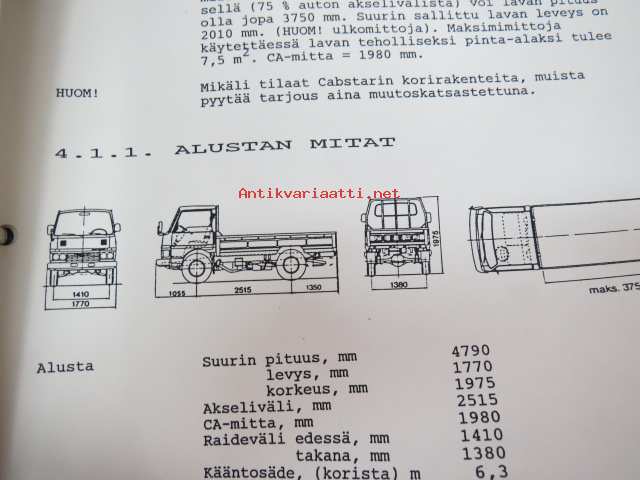 sellä (75 % auton akselivälistä) voi lavan pituus
olla jopa 3750 mm. Suurin sallittu lavan leveys on
2010 mm. (HUOM! ulkomittoja). Maksimimittoja
käytettäessä lavan teholliseksi pinta-alaksi tulee
7,5 m2. CA-mitta = 1980 mm.
HUOM!
Mikäli tilaat Cabstarin korirakenteita, muista
pyytää tarjous aina muutoskatsastettuna.
4.1.1. ALUSTAN MITAT
Antikvariaatti.net
1975
1410
1770
1055 2515 1350
1380
maks. 375
Alusta
Suurin pituus, mm 4790
levys, mm 1770
korkeus, mm 1975
Akseliväli, mm 2515
CA-mitta, mm 1980
Raideväli edessä, mm 1410
takana, mm 1380
Kääntosäde, (korista) m 6,3